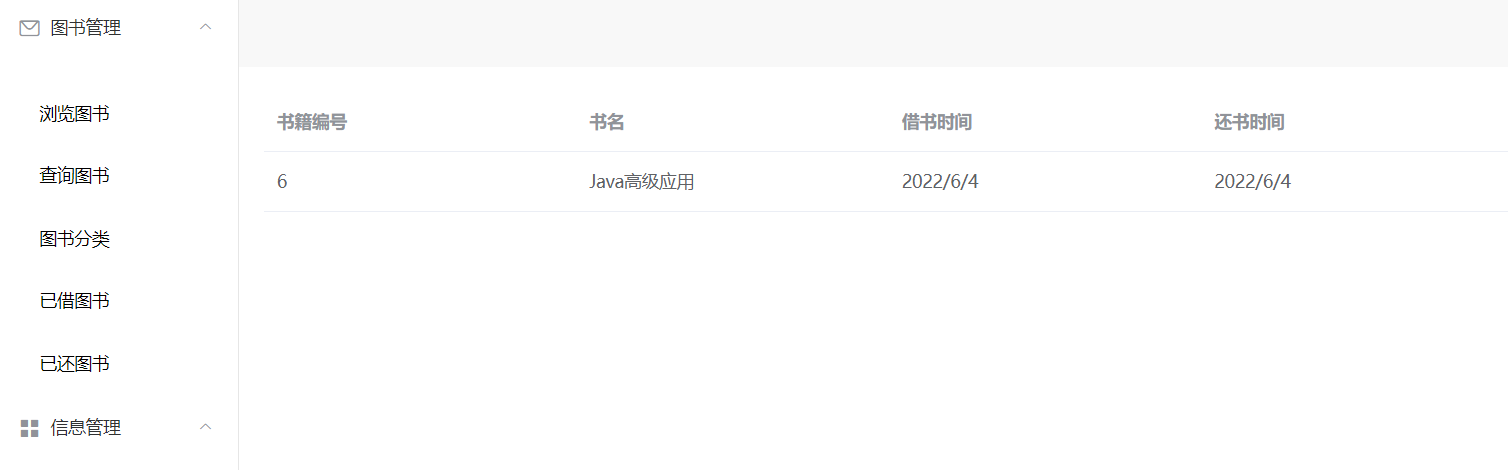 图书管理
浏览图书
查询图书
图书分类
已借图书
已还图书
信息管理
书籍编号 书名 借书时间 还书时间
6 Java高级应用 2022/6/4 2022/6/4